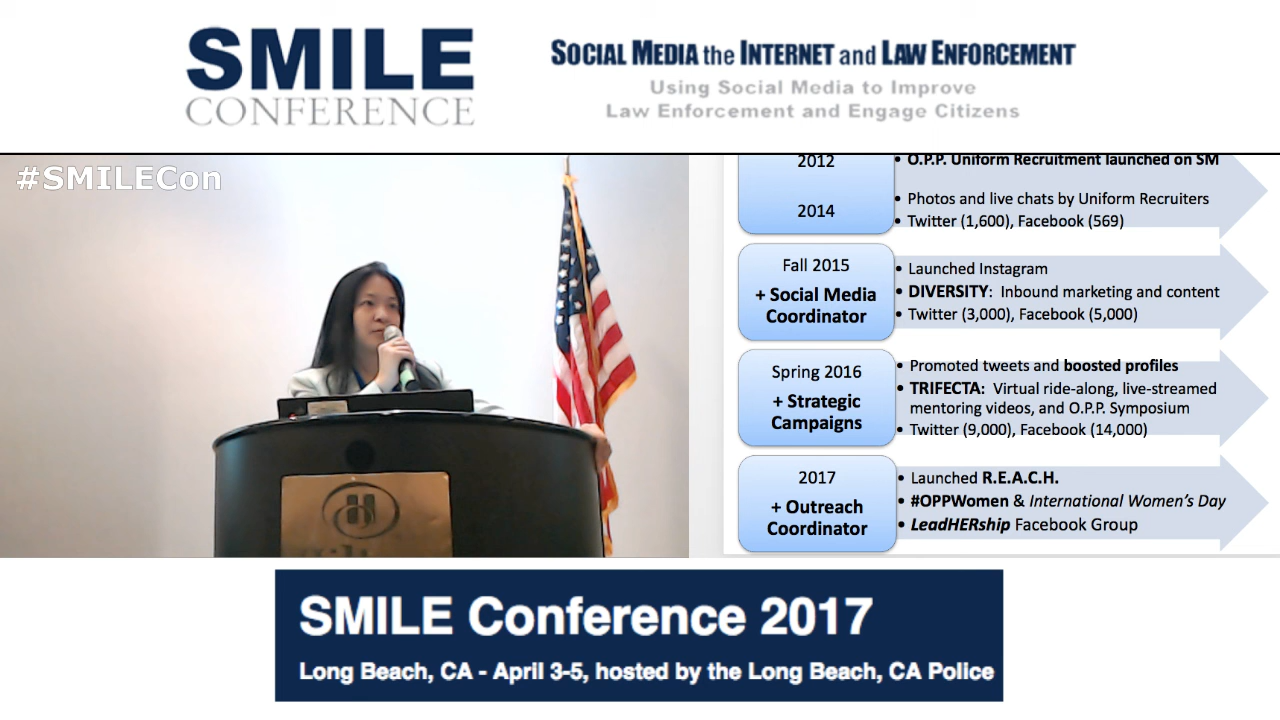 SMILE
CONFERENCE
SOCIAL MEDIA the INTERNET and LAW ENFORCEMENT
Using Social Media to Improve
Law Enforcement and Engage Citizens
#SMILECon
2012
• O.P.P. Uniform Recruitment launched on SM
2014
• Photos and live chats by Uniform Recruiters
• Twitter (1,600), Facebook (569)
Fall 2015
+ Social Media
Coordinator
• Launched Instagram
• DIVERSITY: Inbound marketing and content
• Twitter (3,000), Facebook (5,000)
Spring 2016
+ Strategic
Campaigns
• Promoted tweets and boosted profiles
• TRIFECTA: Virtual ride-along, live-streamed
mentoring videos, and O.P.P. Symposium
• Twitter (9,000), Facebook (14,000)
2017
+ Outreach
Coordinator
• Launched R.E.A.C.H.
• #OPPWomen & International Women's Day
• LeadHERship Facebook Group
SMILE Conference 2017
Long Beach, CA - April 3-5, hosted by the Long Beach, CA Police